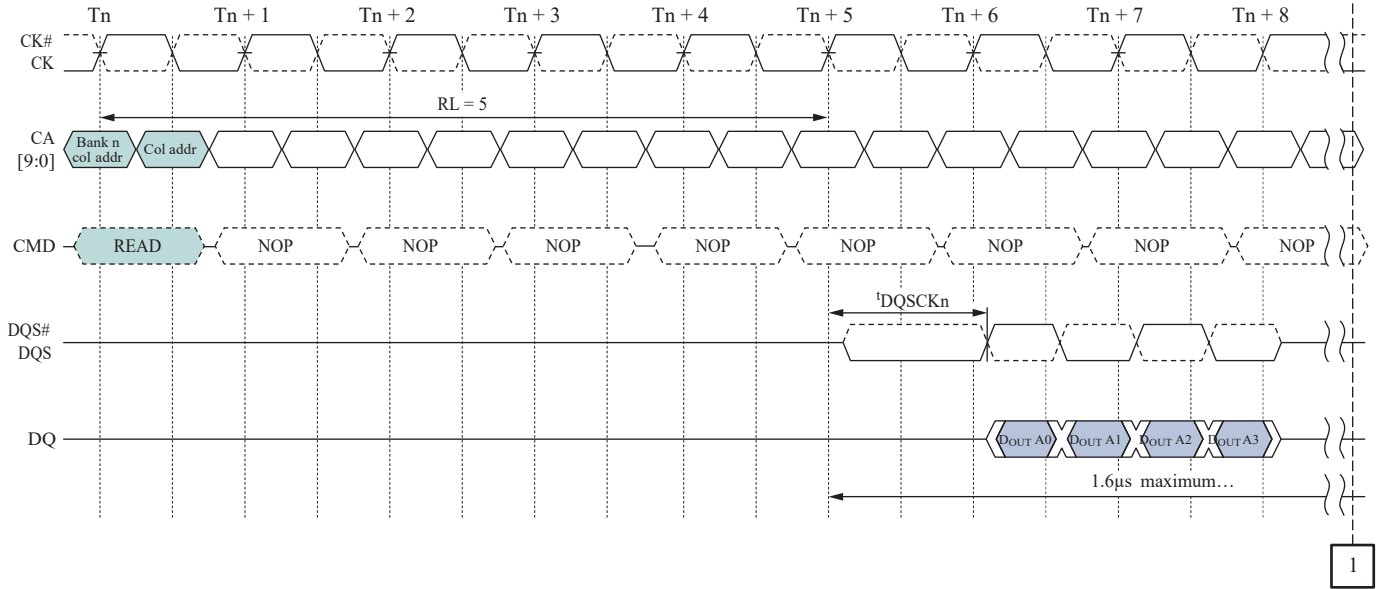 Tn Tn + 1 Tn + 2 Tn + 3 Tn + 4 Tn + 5 Tn + 6 Tn + 7 Tn + 8
CK#
CK
RL = 5
CA
[9:0]
Bank n
col addr
Col addr
CMD READ NOP NOP NOP NOP NOP NOP NOP NOP
tDQSCKn
DQS#
DQS
DQ DOUT A0 DOUT A1 DOUT A2 DOUT A3
1.6µs maximum…
1